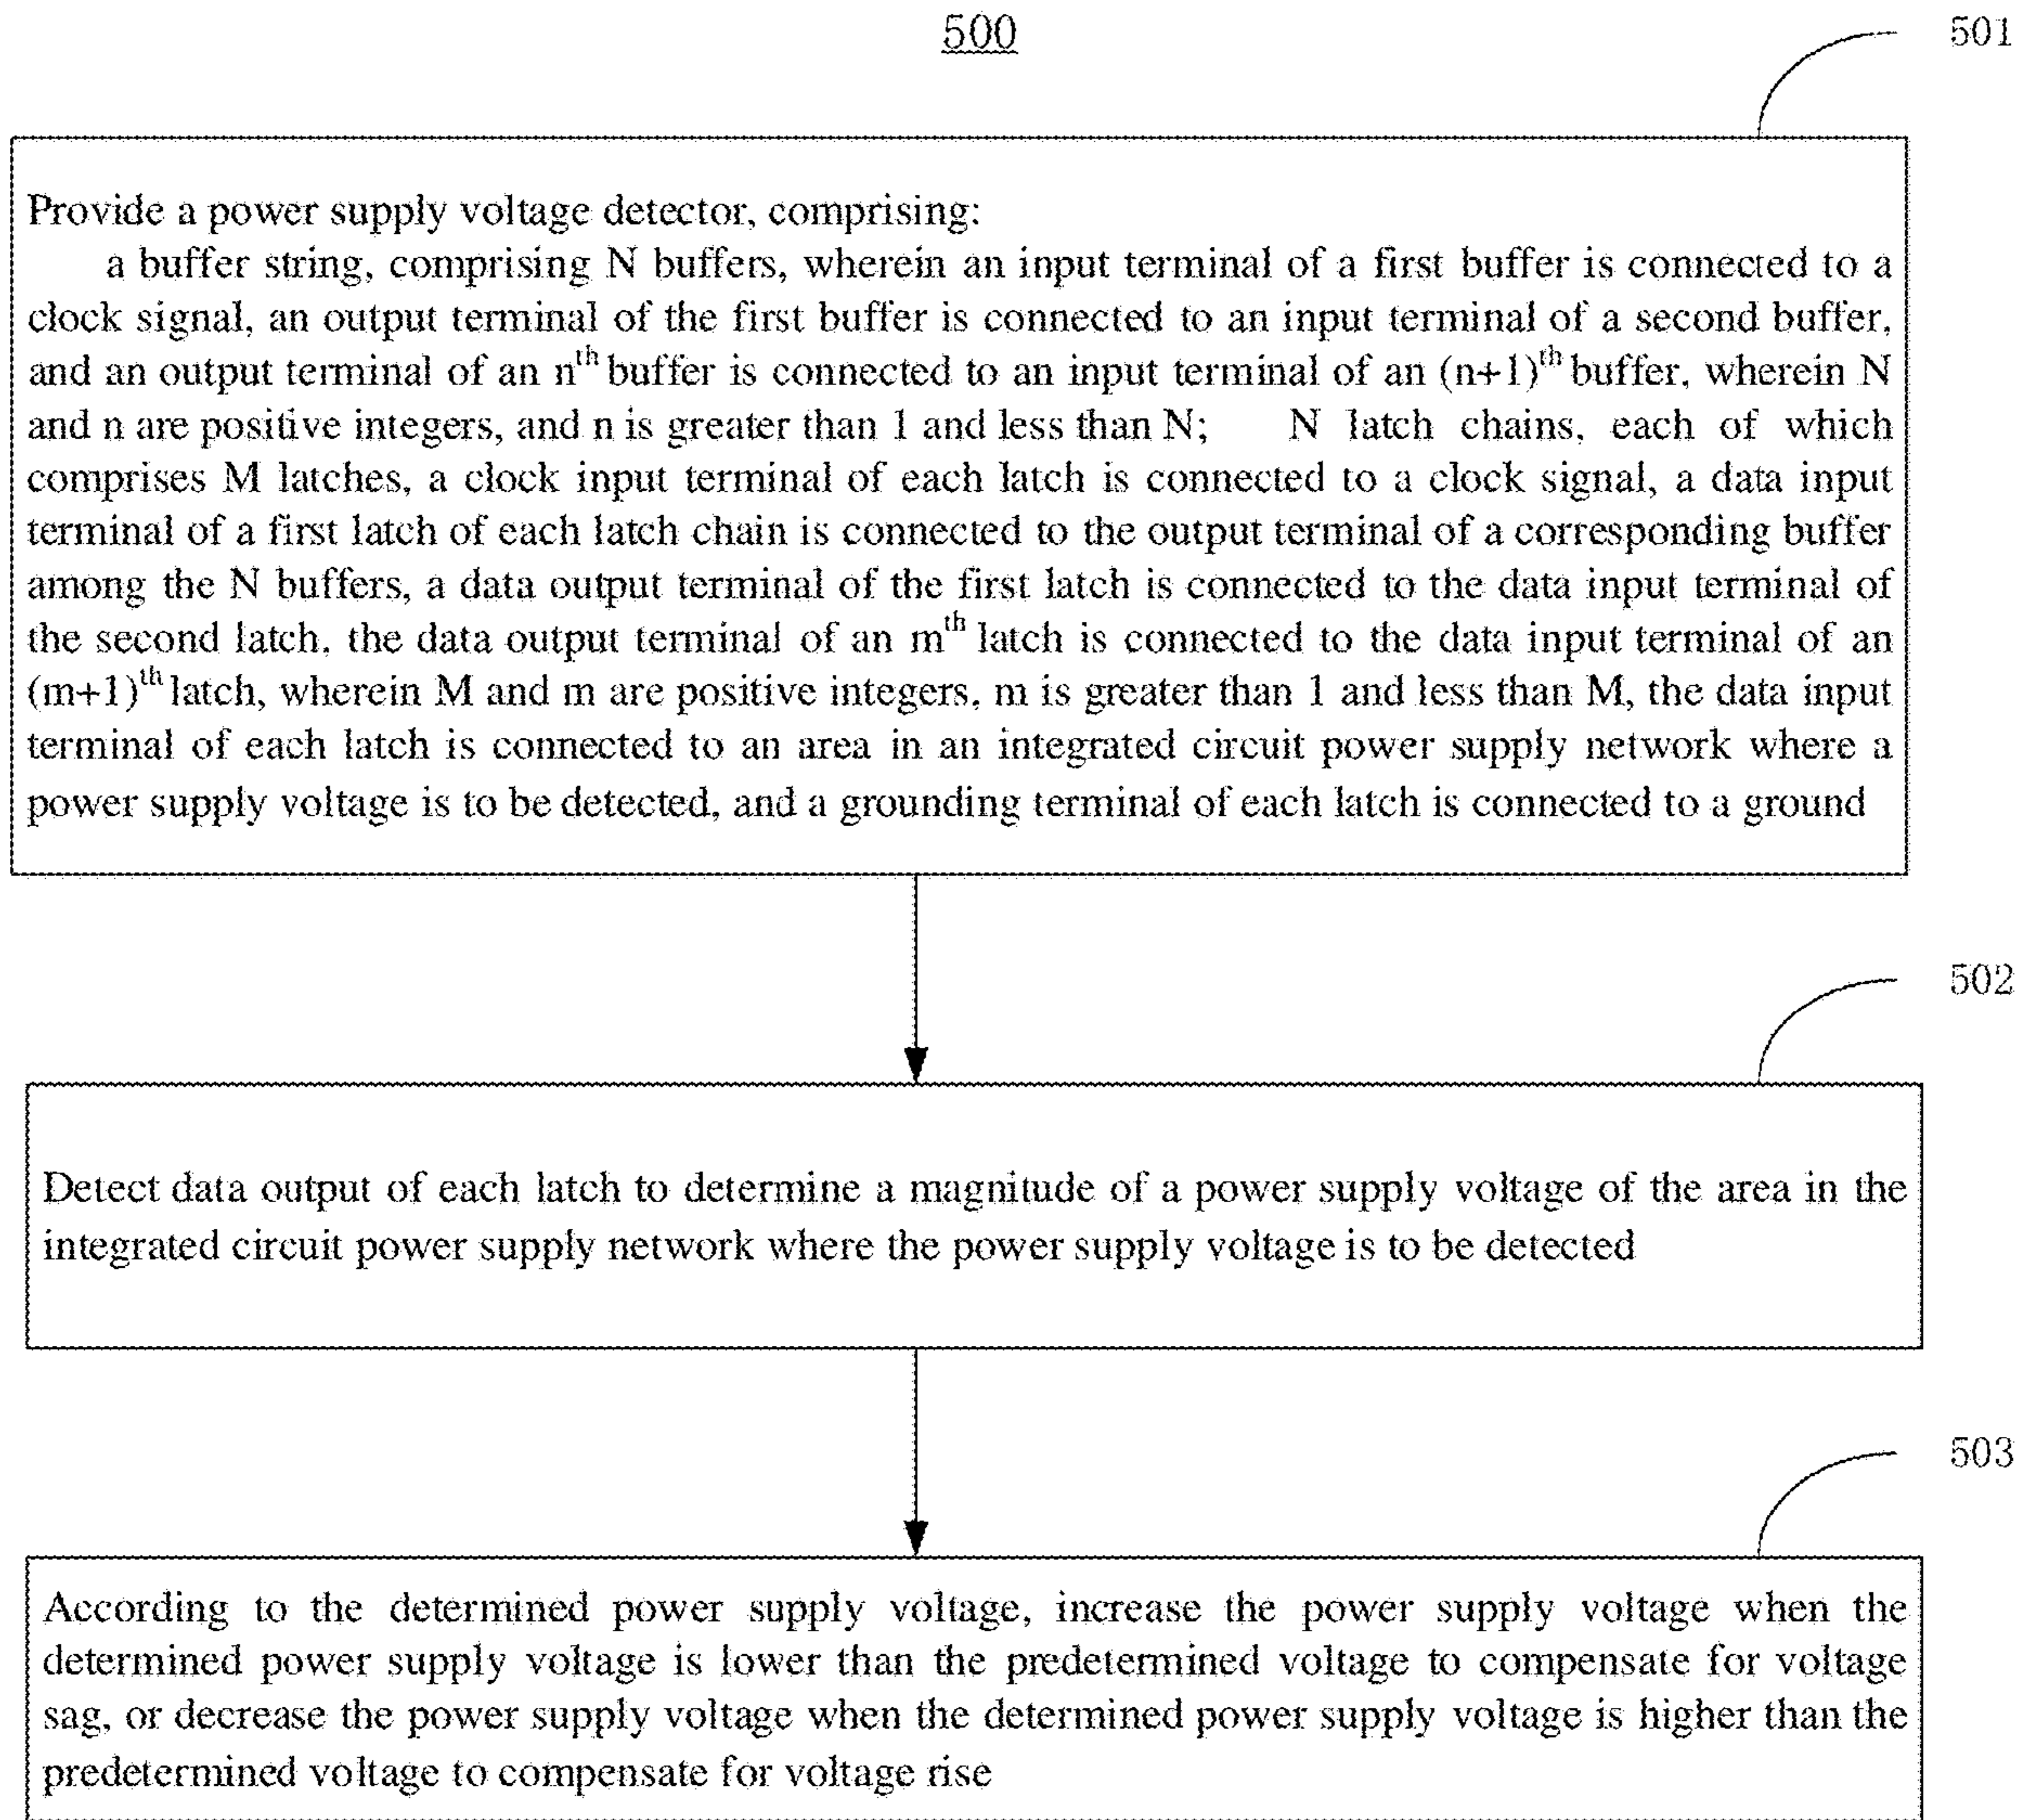 500
501
Provide a power supply voltage detector, comprising:
a buffer string, comprising N buffers, wherein an input terminal of a first buffer is connected to a
clock signal, an output terminal of the first buffer is connected to an input terminal of a second buffer,
and an output terminal of an n^th buffer is connected to an input terminal of an (n+1)^th buffer, wherein N
and n are positive integers, and n is greater than 1 and less than N; N latch chains, each of which
comprises M latches, a clock input terminal of each latch is connected to a clock signal, a data input
terminal of a first latch of each latch chain is connected to the output terminal of a corresponding buffer
among the N buffers, a data output terminal of the first latch is connected to the data input terminal of
the second latch, the data output terminal of an m^th latch is connected to the data input terminal of an
(m+1)^th latch, wherein M and m are positive integers, m is greater than 1 and less than M, the data input
terminal of each latch is connected to an area in an integrated circuit power supply network where a
power supply voltage is to be detected, and a grounding terminal of each latch is connected to a ground
502
Detect data output of each latch to determine a magnitude of a power supply voltage of the area in the
integrated circuit power supply network where the power supply voltage is to be detected
503
According to the determined power supply voltage, increase the power supply voltage when the
determined power supply voltage is lower than the predetermined voltage to compensate for voltage
sag, or decrease the power supply voltage when the determined power supply voltage is higher than the
predetermined voltage to compensate for voltage rise